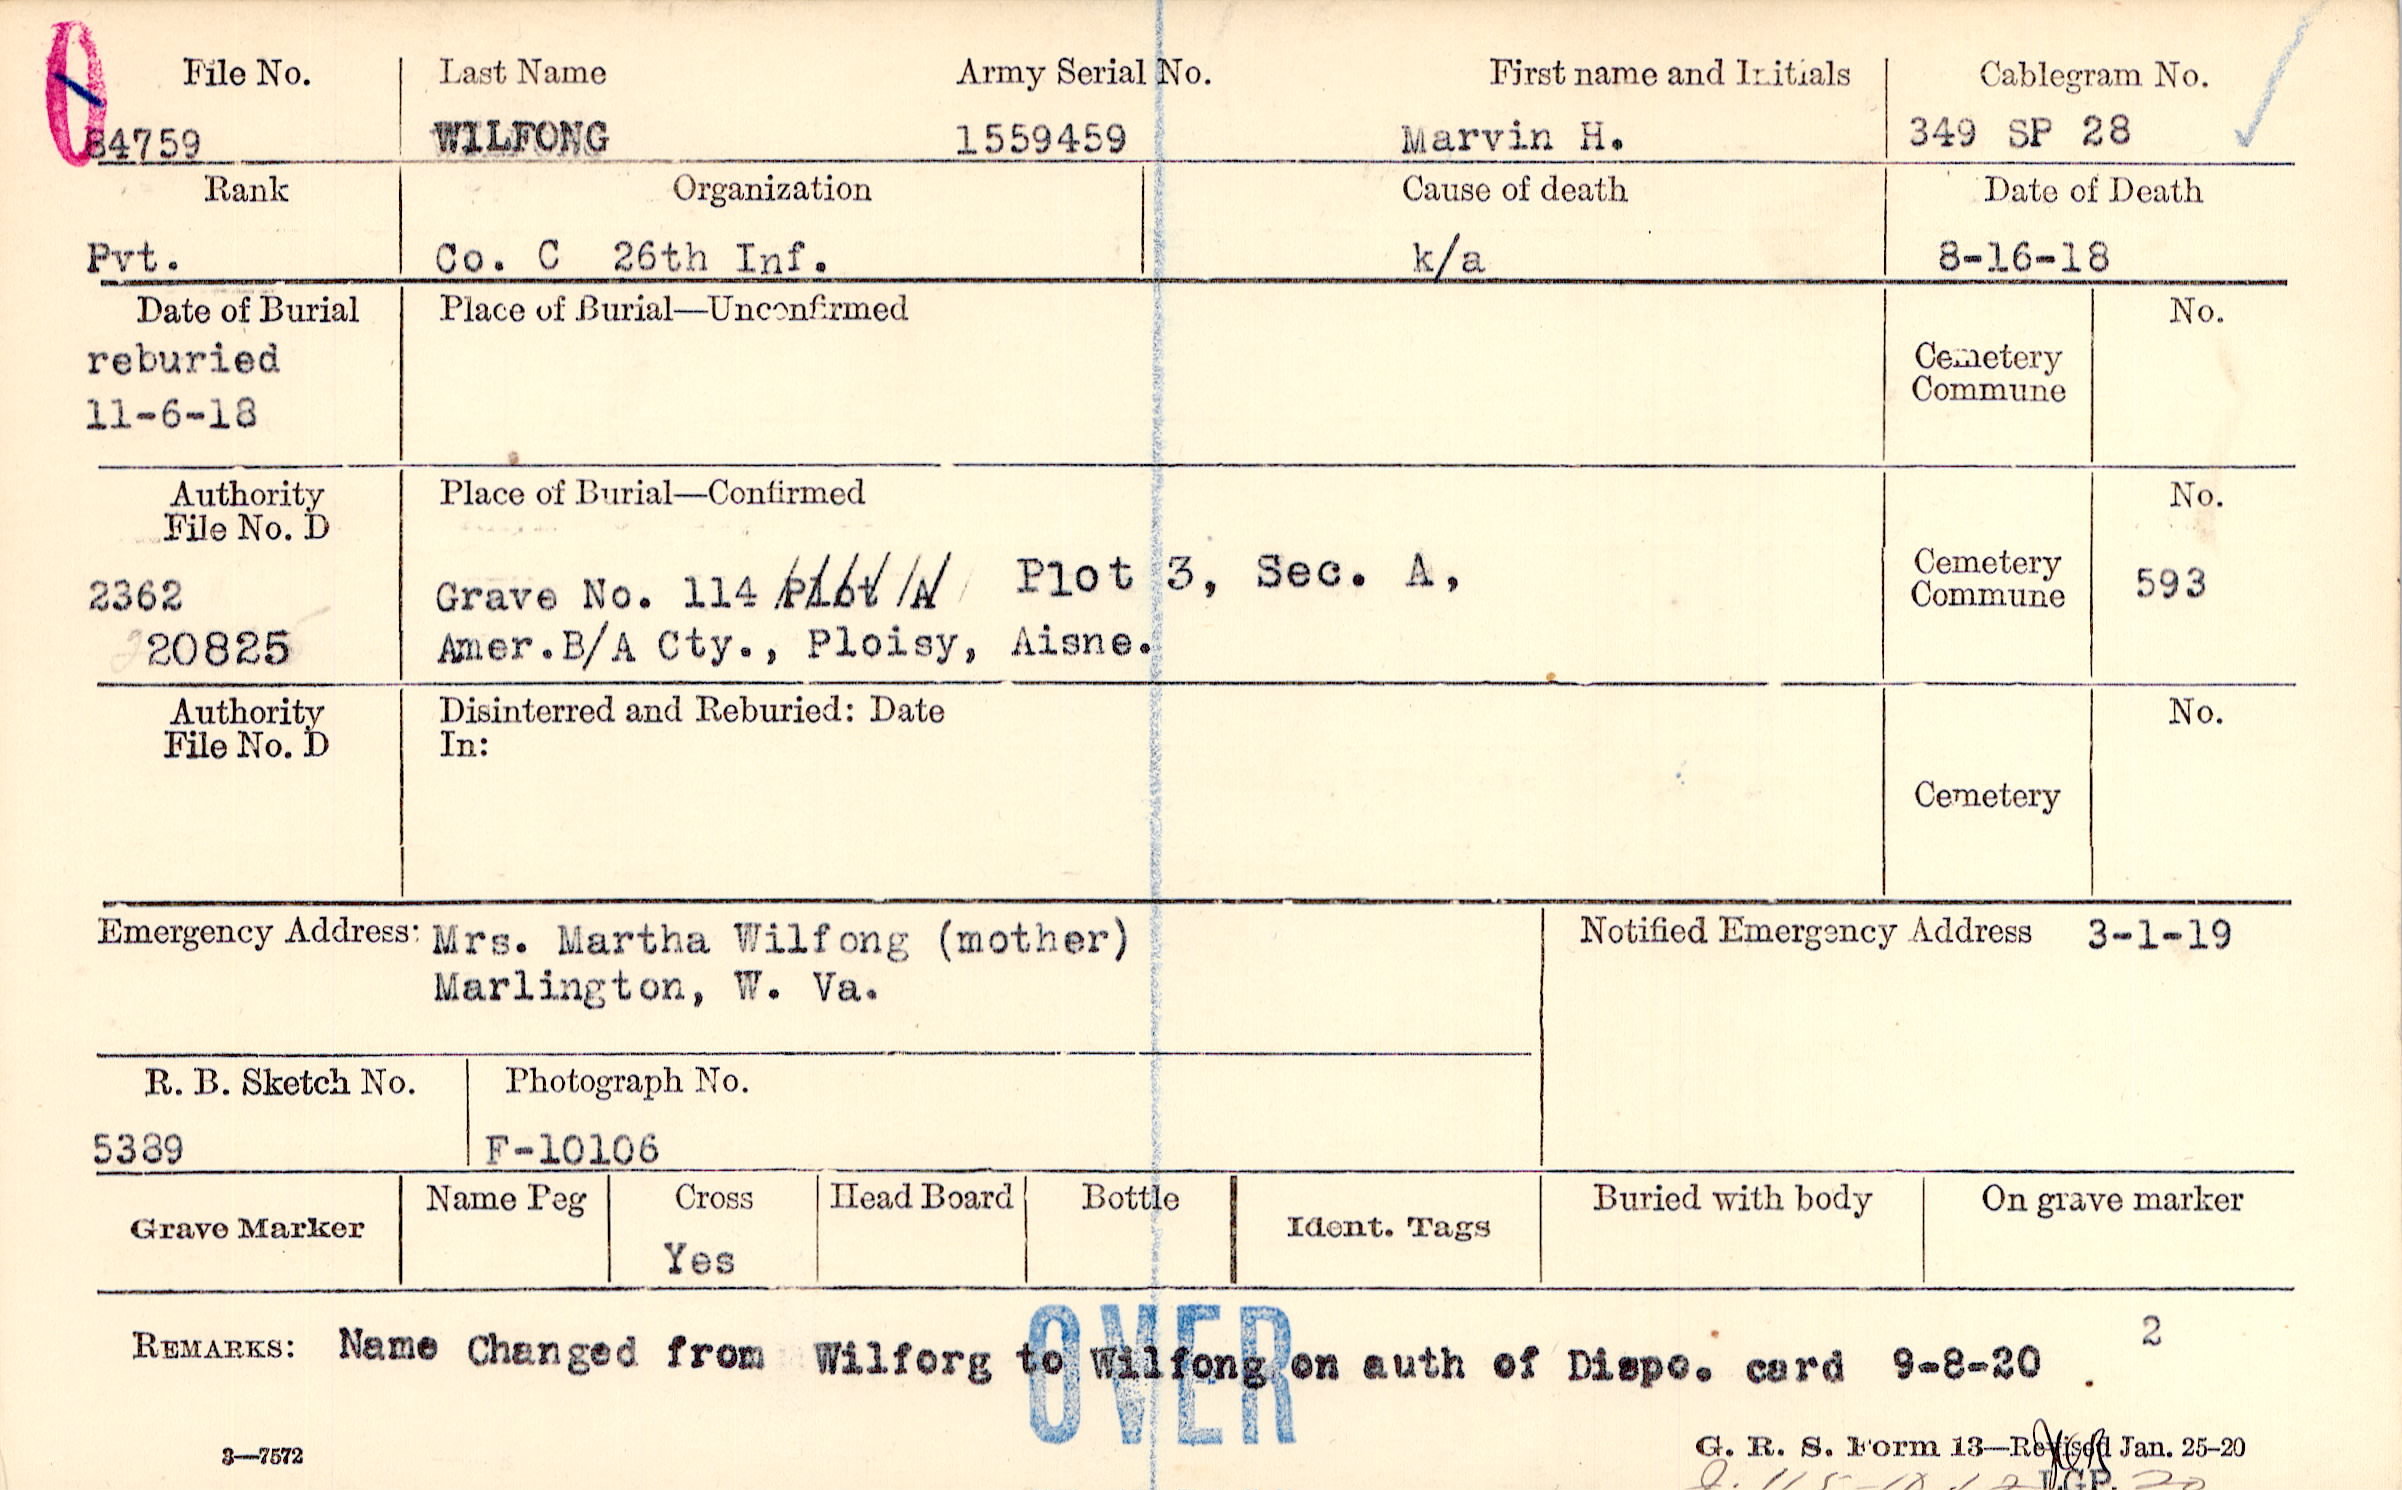 File No. Last Name Army Serial No. First name and Initials Cablegram No.
84759 WILFONG 1559459 Marvin H. 349 SP 28
Rank Organization Cause of death Date of Death
Pvt. Co. C 26th Inf. k/a 8-16-18
Date of Burial Place of Burial—Unconfirmed No.
reburied
Cemetery
Commune
11-6-18
Authority Place of Burial—Confirmed No.
File No. D
2362 Grave No. 114 Plot A Plot 3, Sec. A,
Cemetery
Commune 593
20825 Amer.B/A Cty., Ploisy, Aisne.
Authority Disinterred and Reburied: Date No.
File No. D In:
Cemetery
Emergency Address: Mrs. Martha Wilfong (mother) Notified Emergency Address 3-1-19
Marlington, W. Va.
R. B. Sketch No. Photograph No.
5389 F-10106
Grave Marker Name Peg Cross Head Board Bottle Ident. Tags Buried with body On grave marker
Yes
2
REMARKS: Name Changed from Wilforg to Wilfong on auth of Dispo. card 9-8-20
OVER
3—7572 G. R. S. Form 13—Revised Jan. 25-20